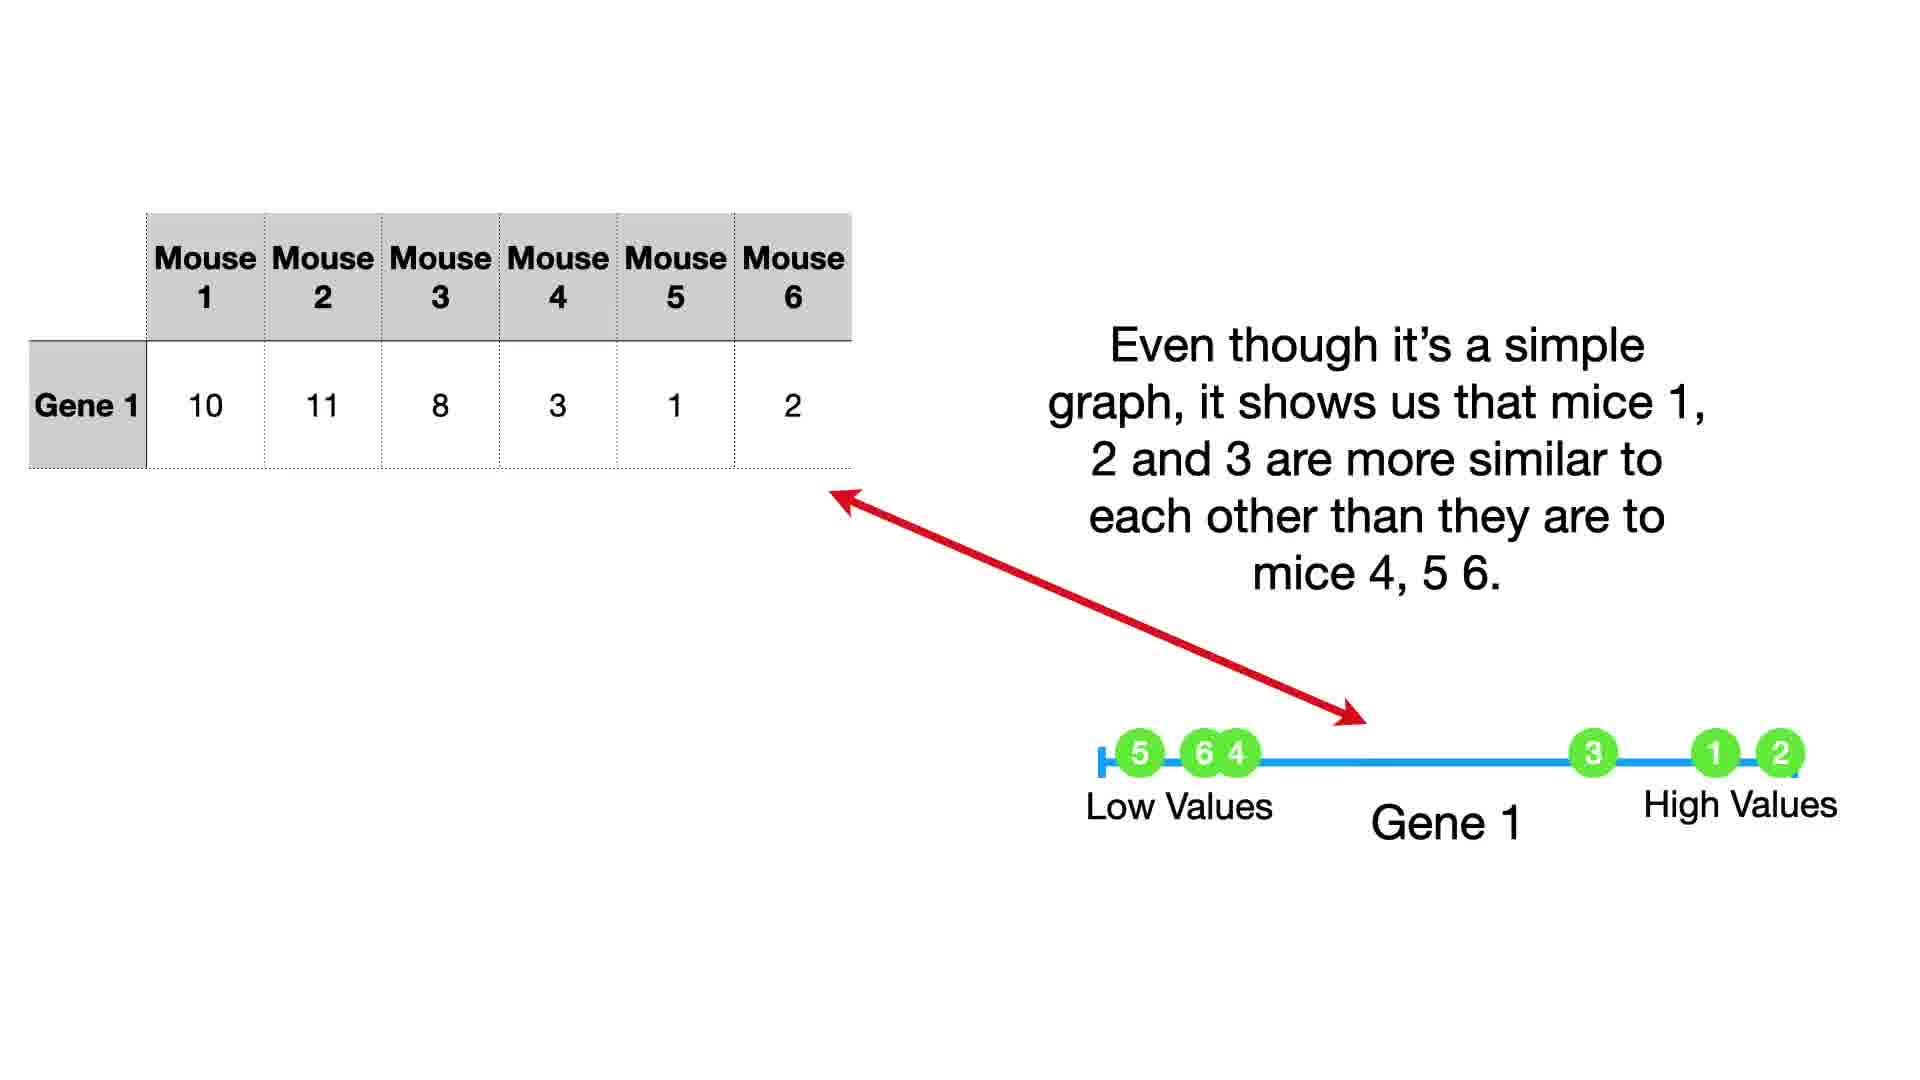 Mouse 1 Mouse 2 Mouse 3 Mouse 4 Mouse 5 Mouse 6
Gene 1 10 11 8 3 1 2
Even though it’s a simple
graph, it shows us that mice 1,
2 and 3 are more similar to
each other than they are to
mice 4, 5 6.
5 6 4 3 1 2
Low Values High Values
Gene 1